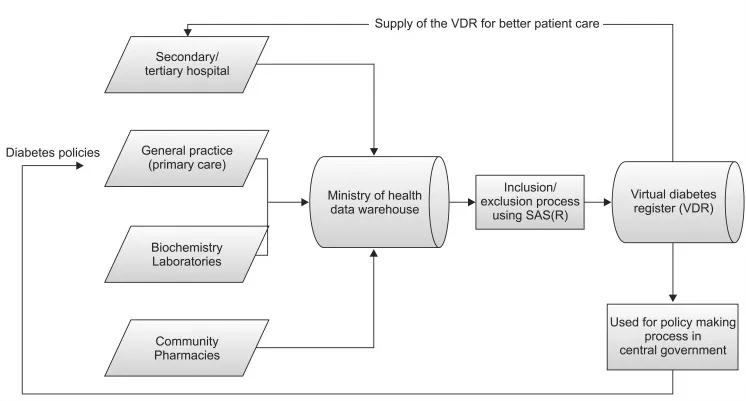 Supply of the VDR for better patient care
Secondary/
tertiary hospital
Diabetes policies
General practice
(primary care)
Ministry of health
data warehouse
Inclusion/
exclusion process
using SAS(R)
Virtual diabetes
register (VDR)
Biochemistry
Laboratories
Community
Pharmacies
Used for policy making
process in
central government